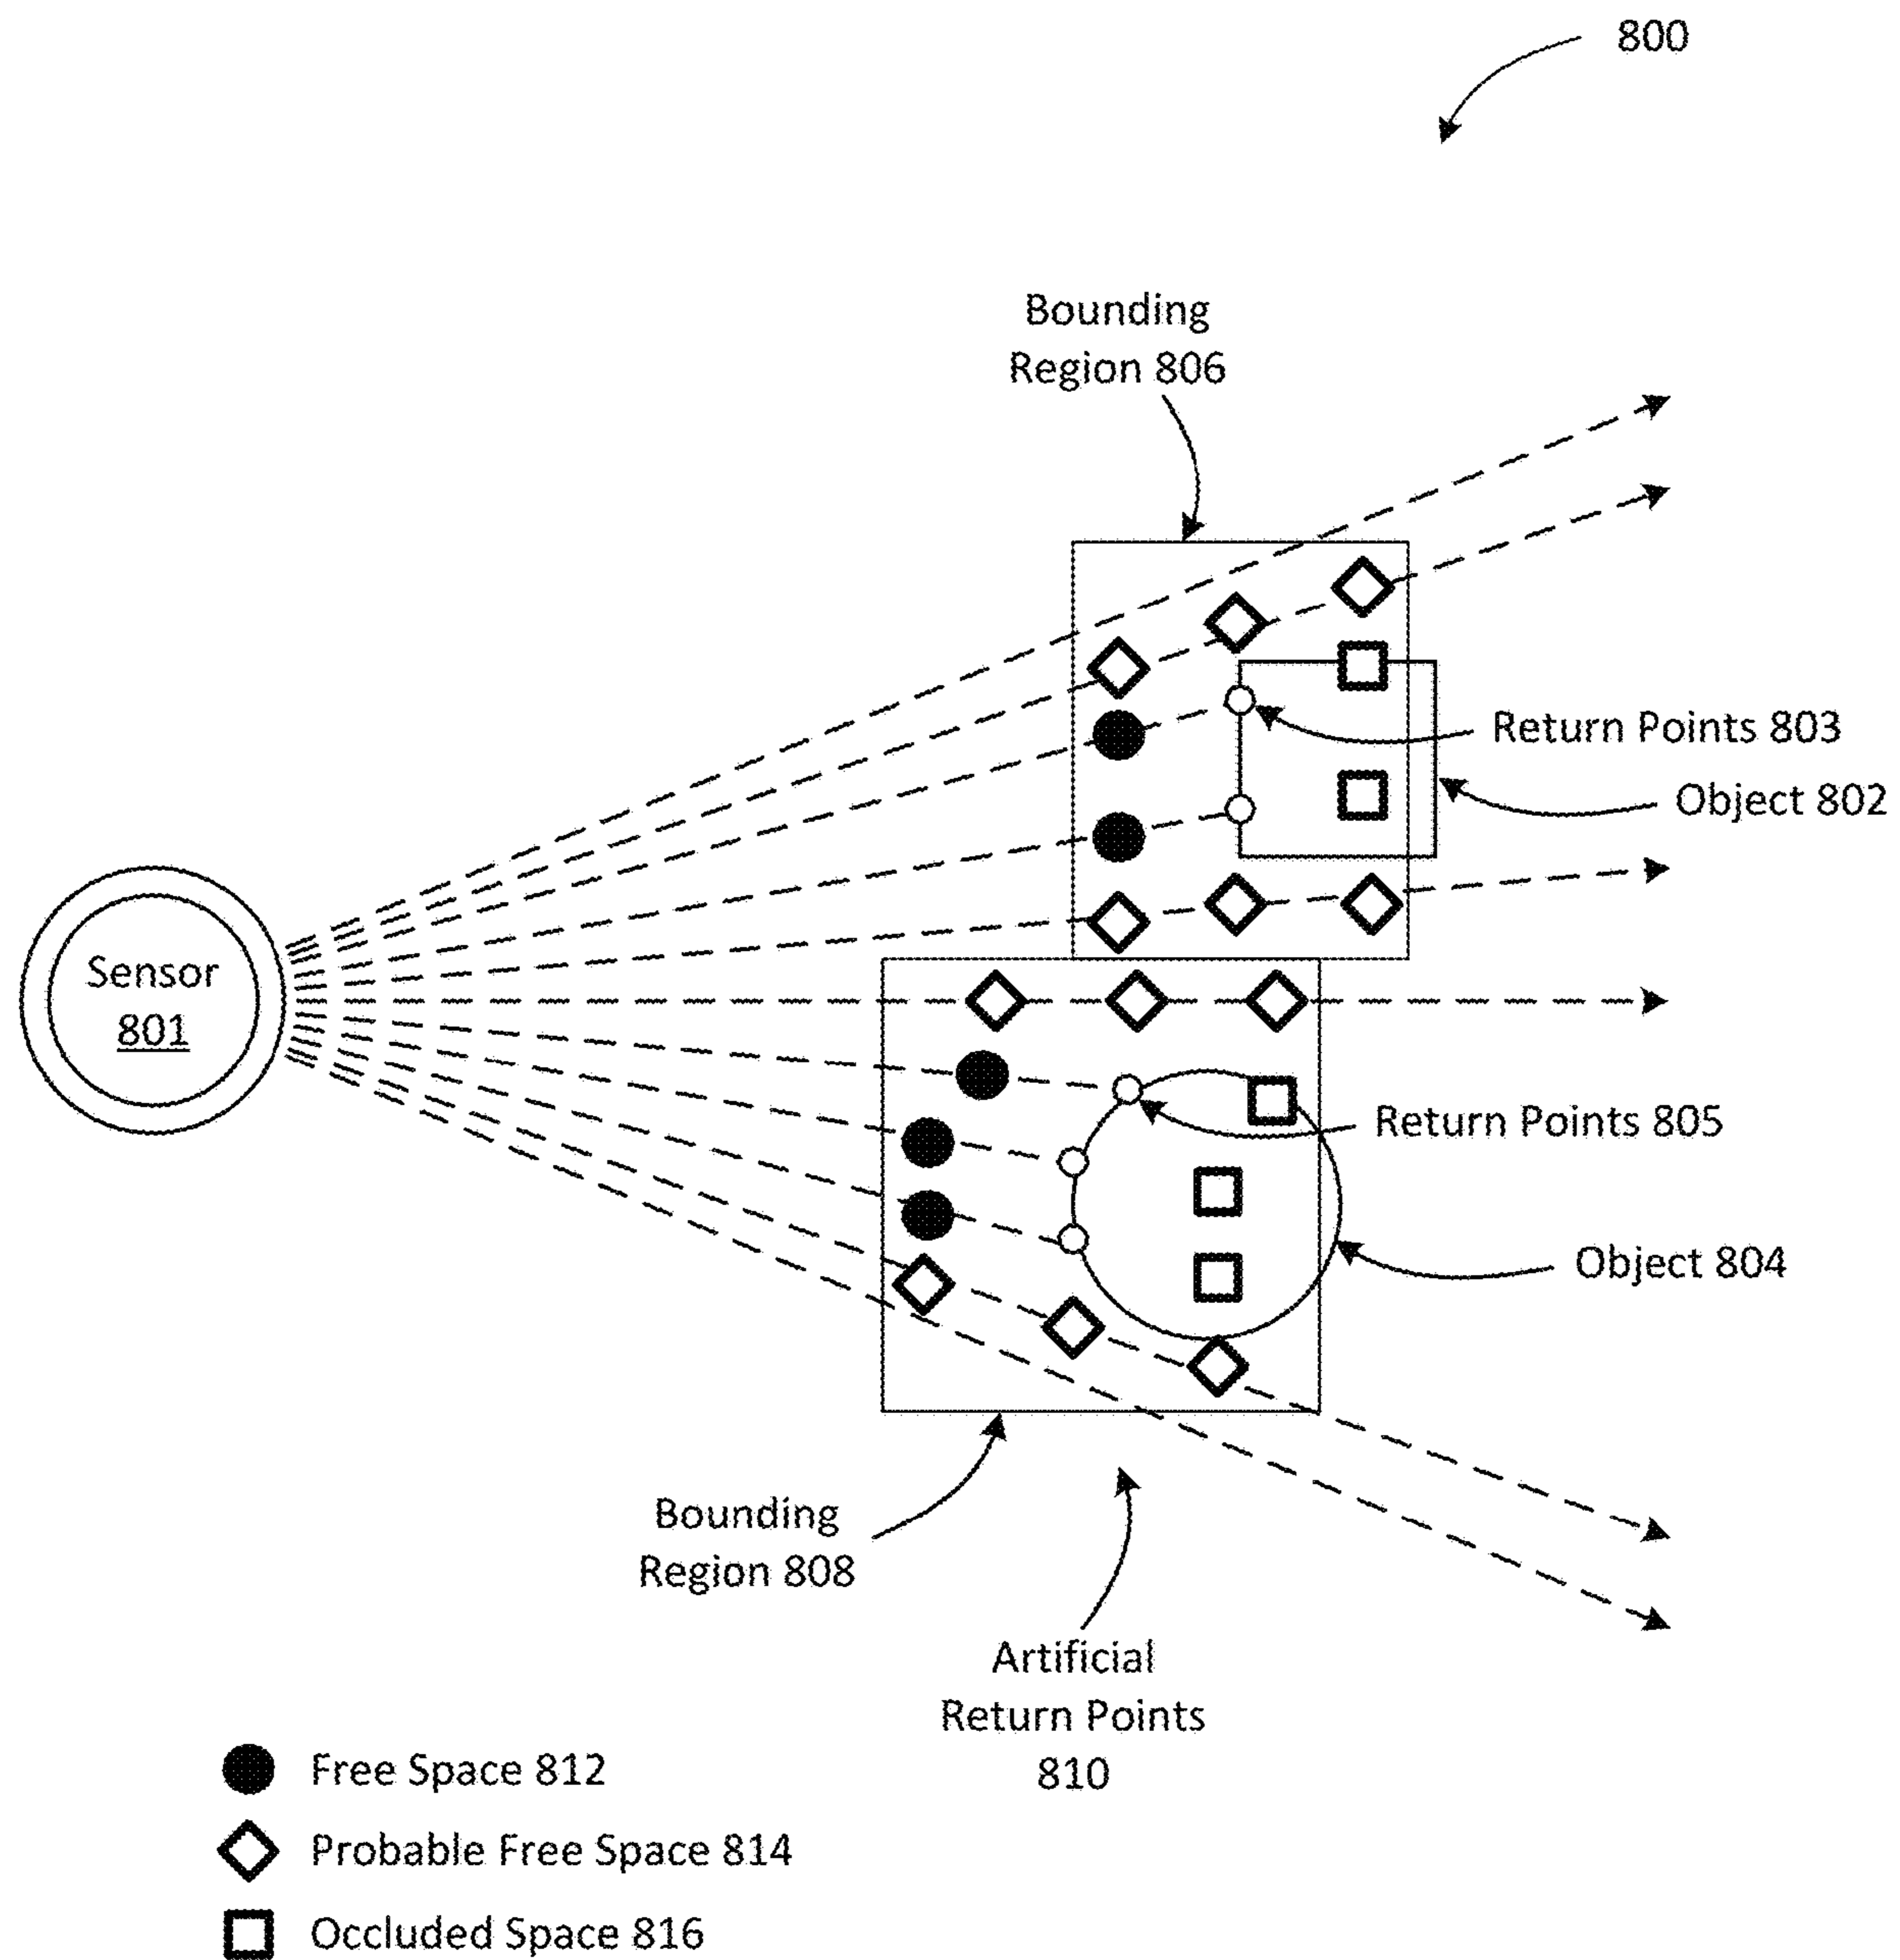 800
Bounding
Region 806
Return Points 803
Object 802
Sensor
801
Return Points 805
Object 804
Bounding
Region 808
Artificial
Return Points
810
Free Space 812
Probable Free Space 814
Occluded Space 816